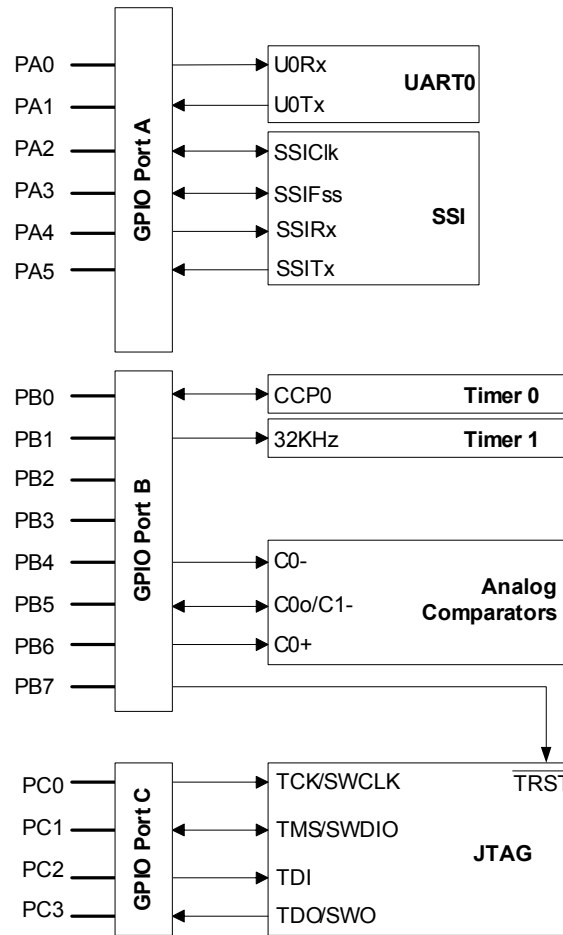 PA0
PA1
PA2
PA3
PA4
PA5
GPIO Port A
U0Rx
U0Tx
UART0
SSIClk
SSIFss
SSIRx
SSITx
SSI
PB0
PB1
PB2
PB3
PB4
PB5
PB6
PB7
GPIO Port B
CCP0 Timer 0
32KHz Timer 1
C0-
C0o/C1-
C0+
Analog
Comparators
PC0
PC1
PC2
PC3
GPIO Port C
TCK/SWCLK
TMS/SWDIO
TDI
TDO/SWO
TRST
JTAG